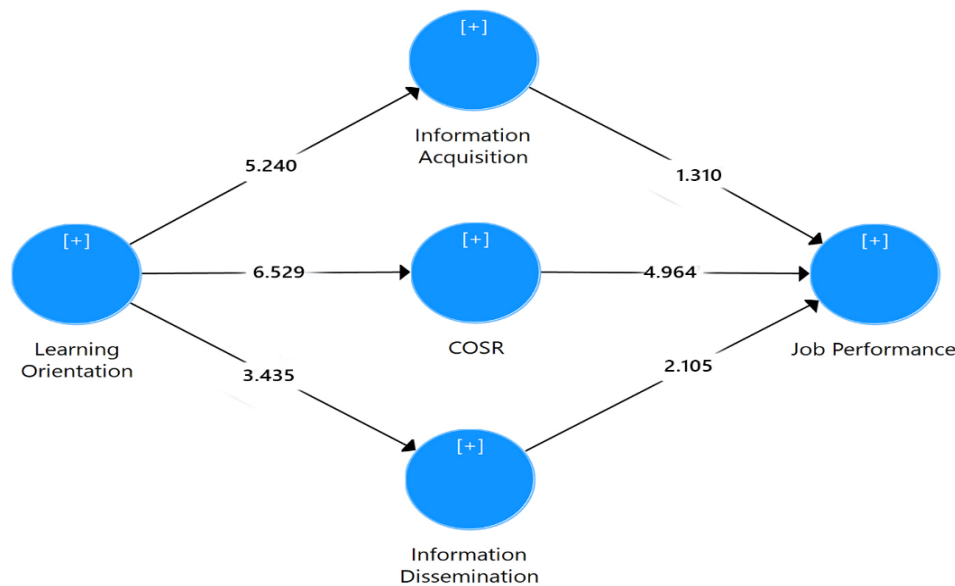 [+]
Information
Acquisition
5.240
1.310
[+]
[+]
[+]
6.529
4.964
Learning
Orientation
COSR
Job Performance
3.435
2.105
[+]
Information
Dissemination